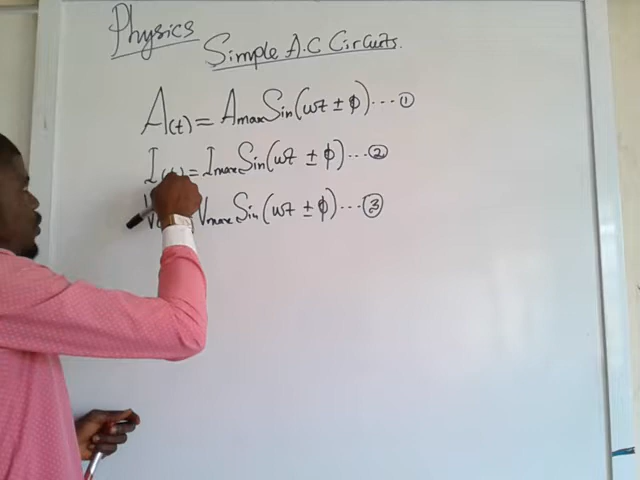 Physics
Simple A.C Circuits.
A(t) = Amax Sin(wt ± ϕ) ... ①
I(t) = Imax Sin(wt ± ϕ) ... ②
V Vmax Sin(wt ± ϕ) ... ③